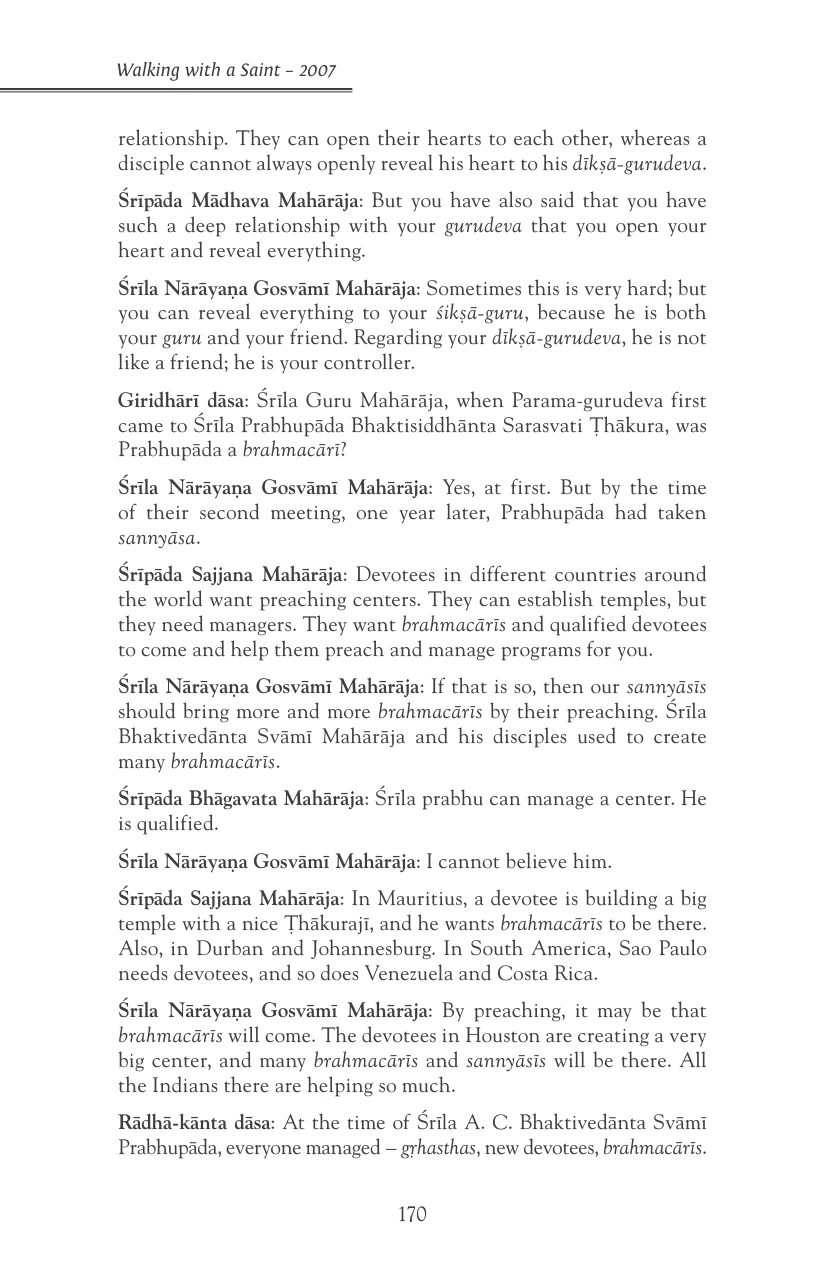 Walking with a Saint – 2007
relationship. They can open their hearts to each other, whereas a
disciple cannot always openly reveal his heart to his dīkṣā-gurudeva.
Śrīpāda Mādhava Mahārāja: But you have also said that you have
such a deep relationship with your gurudeva that you open your
heart and reveal everything.
Śrīla Nārāyaṇa Gosvāmī Mahārāja: Sometimes this is very hard; but
you can reveal everything to your śikṣā-guru, because he is both
your guru and your friend. Regarding your dīkṣā-gurudeva, he is not
like a friend; he is your controller.
Giridhārī dāsa: Śrīla Guru Mahārāja, when Parama-gurudeva first
came to Śrīla Prabhupāda Bhaktisiddhānta Sarasvati Ṭhākura, was
Prabhupāda a brahmacārī?
Śrīla Nārāyaṇa Gosvāmī Mahārāja: Yes, at first. But by the time
of their second meeting, one year later, Prabhupāda had taken
sannyāsa.
Śrīpāda Sajjana Mahārāja: Devotees in different countries around
the world want preaching centers. They can establish temples, but
they need managers. They want brahmacārīs and qualified devotees
to come and help them preach and manage programs for you.
Śrīla Nārāyaṇa Gosvāmī Mahārāja: If that is so, then our sannyāsīs
should bring more and more brahmacārīs by their preaching. Śrīla
Bhaktivedānta Svāmī Mahārāja and his disciples used to create
many brahmacārīs.
Śrīpāda Bhāgavata Mahārāja: Śrīla prabhu can manage a center. He
is qualified.
Śrīla Nārāyaṇa Gosvāmī Mahārāja: I cannot believe him.
Śrīpāda Sajjana Mahārāja: In Mauritius, a devotee is building a big
temple with a nice Ṭhākurajī, and he wants brahmacārīs to be there.
Also, in Durban and Johannesburg. In South America, Sao Paulo
needs devotees, and so does Venezuela and Costa Rica.
Śrīla Nārāyaṇa Gosvāmī Mahārāja: By preaching, it may be that
brahmacārīs will come. The devotees in Houston are creating a very
big center, and many brahmacārīs and sannyāsīs will be there. All
the Indians there are helping so much.
Rādhā-kānta dāsa: At the time of Śrīla A. C. Bhaktivedānta Svāmī
Prabhupāda, everyone managed – gṛhasthas, new devotees, brahmacārīs.
170